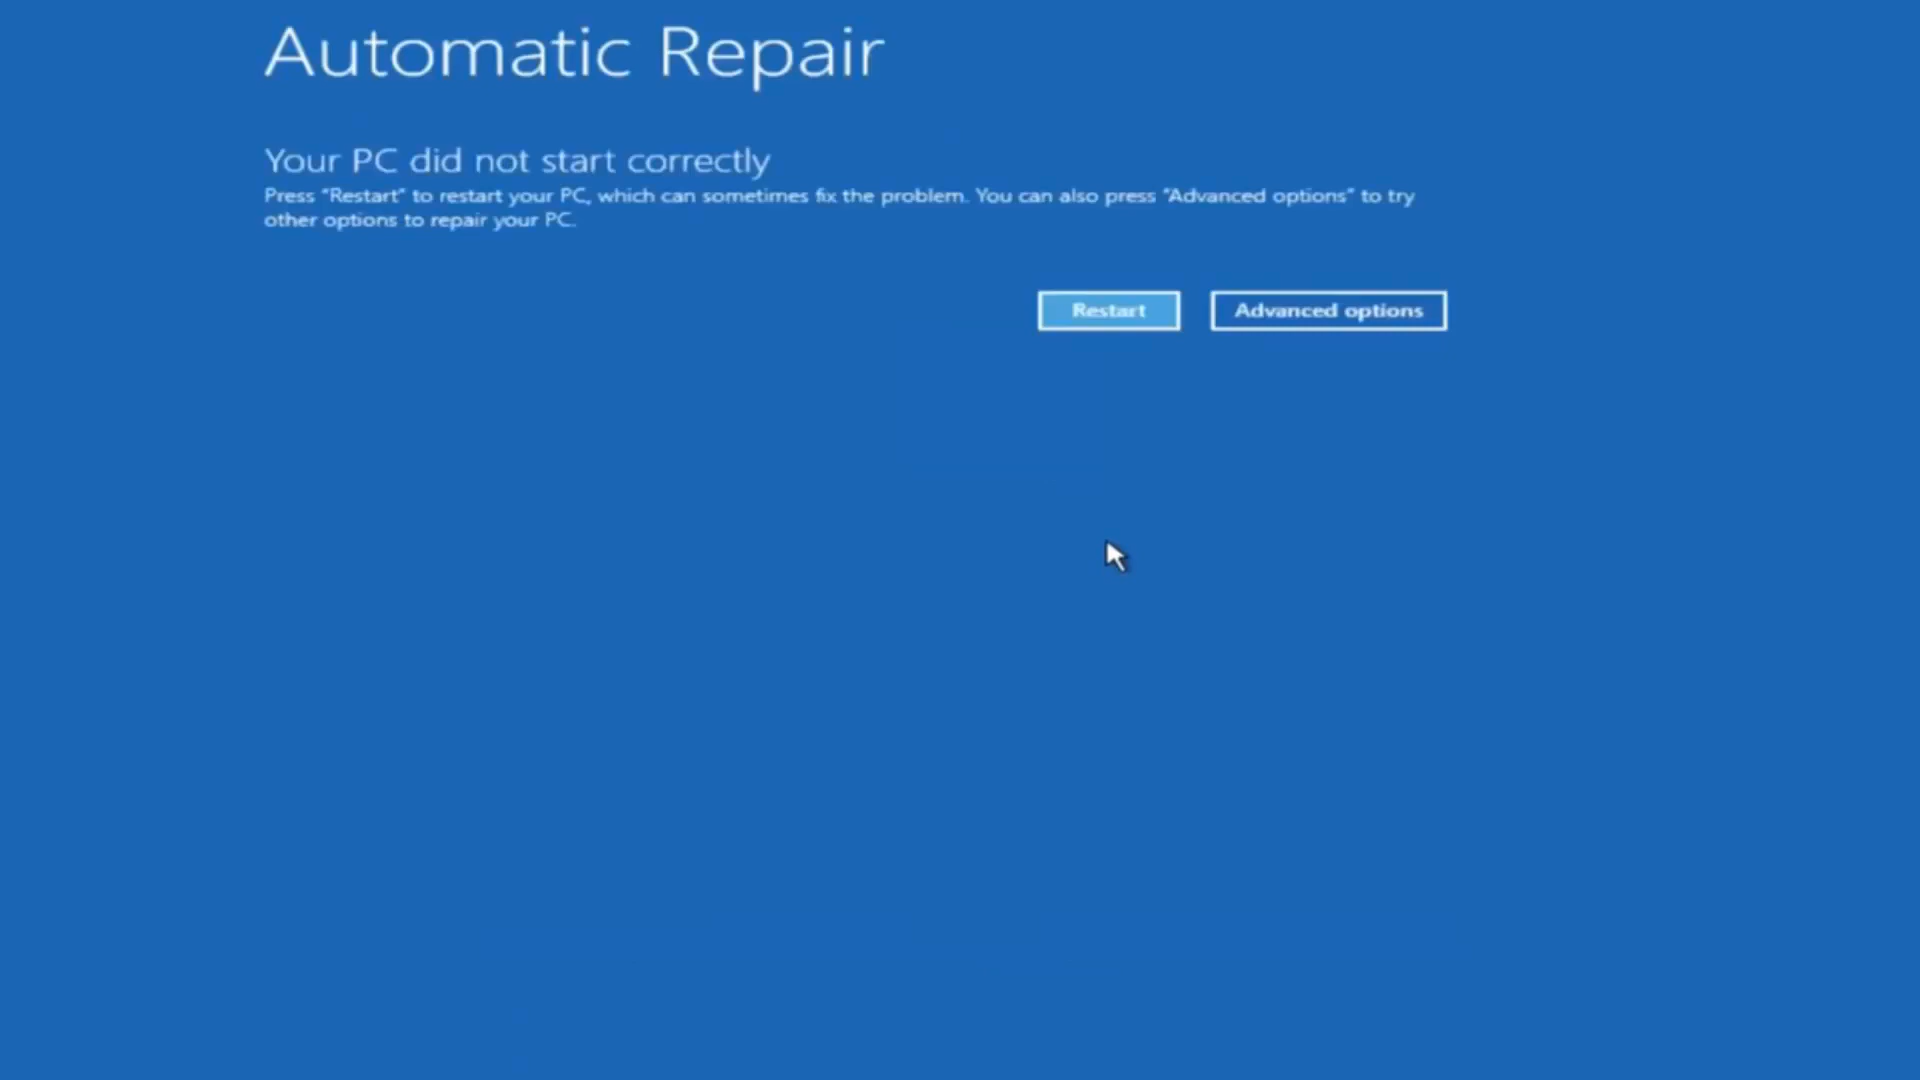 Automatic Repair
Your PC did not start correctly
Press "Restart" to restart your PC, which can sometimes fix the problem. You can also press "Advanced options" to try
other options to repair your PC.
Restart
Advanced options